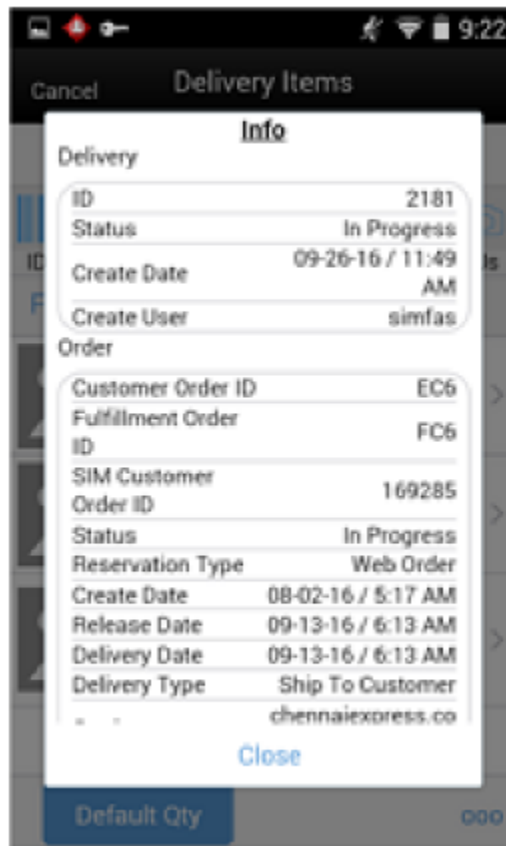 9:22
Cancel
Delivery Items
Info
Delivery
ID 2181
Status In Progress
Create Date 09-26-16 / 11:49
AM
Create User simfas
Order
Customer Order ID EC6
Fulfillment Order
ID FC6
SIM Customer
Order ID 169285
Status In Progress
Reservation Type Web Order
Create Date 08-02-16 / 5:17 AM
Release Date 09-13-16 / 6:13 AM
Delivery Date 09-13-16 / 6:13 AM
Delivery Type Ship To Customer
chennaiexpress.co
Close
Default Qty